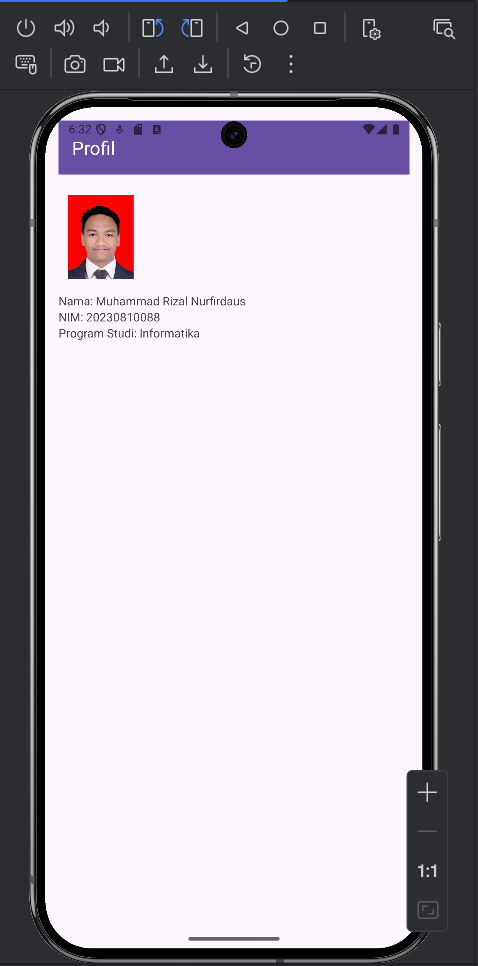 6:32
Profil
Nama: Muhammad Rizal Nurfirdaus
NIM: 20230810088
Program Studi: Informatika
1:1